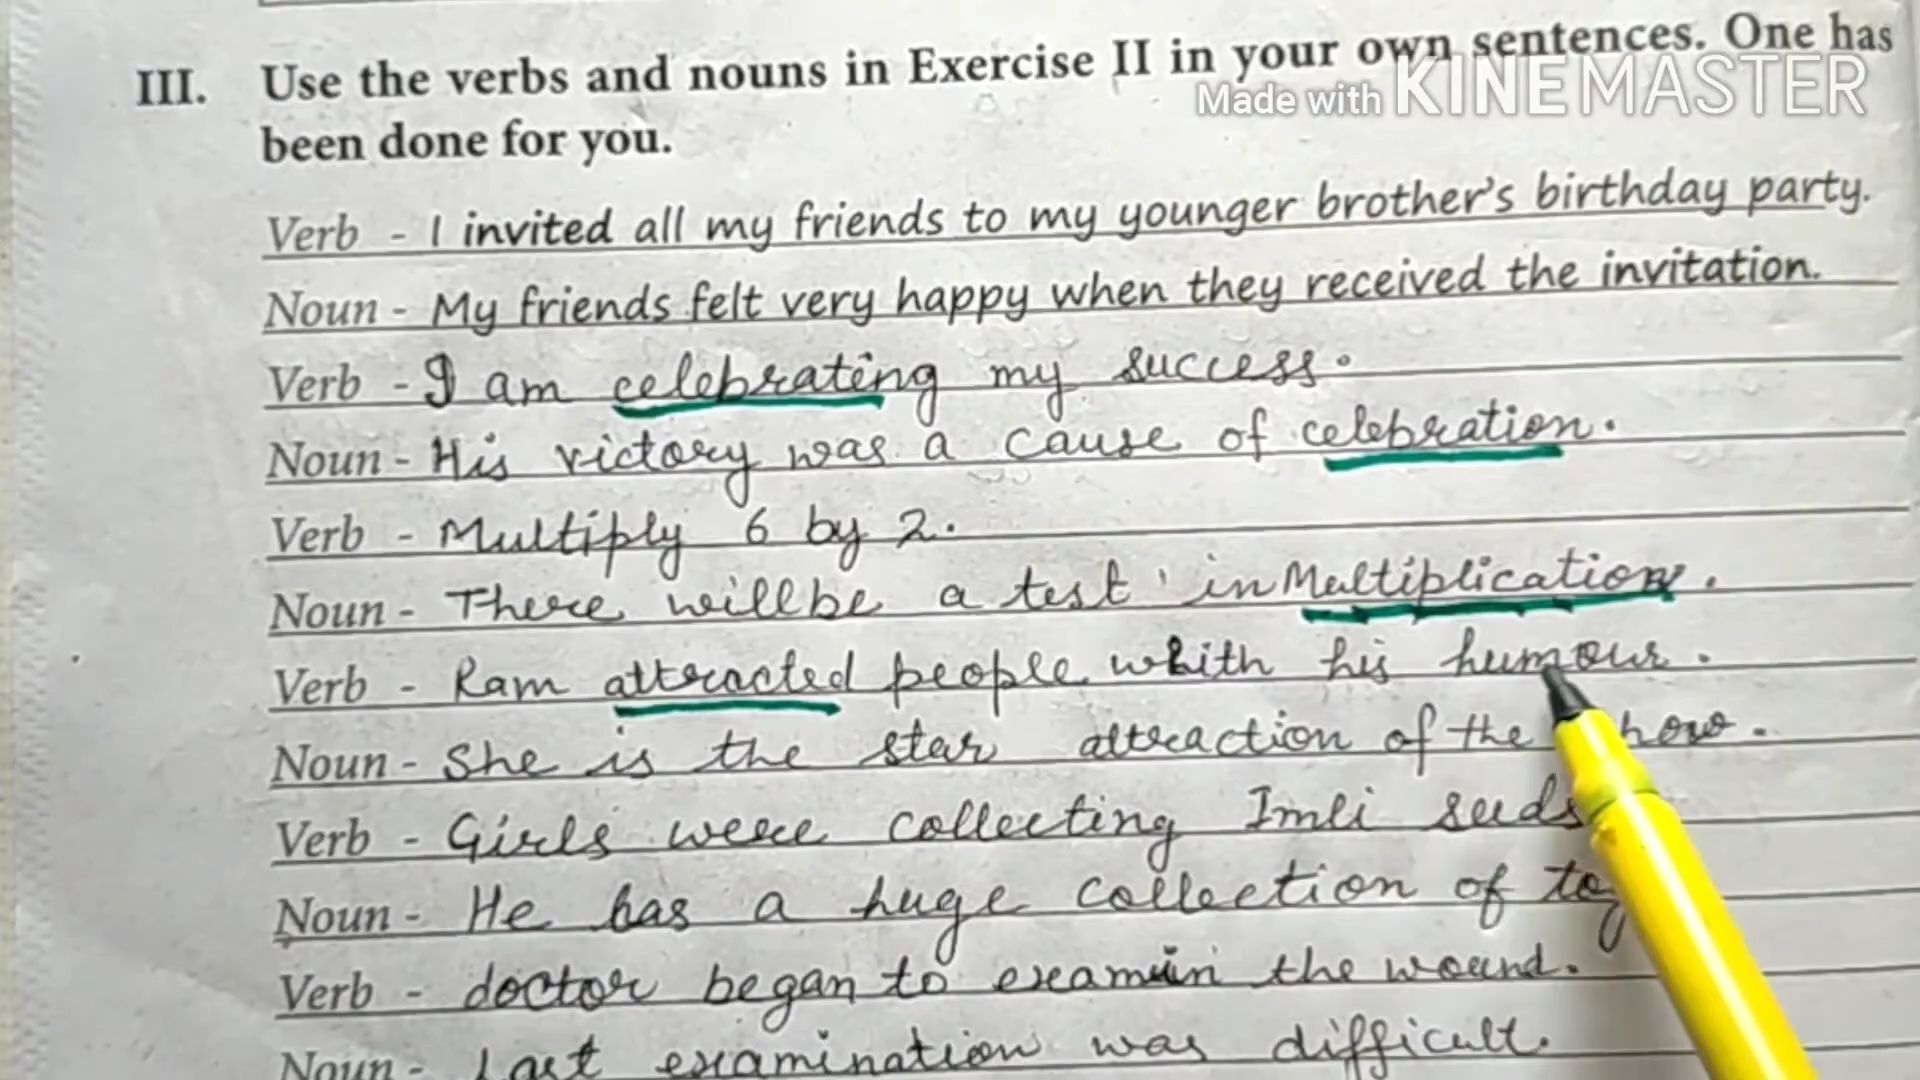 III. Use the verbs and nouns in Exercise II in your own sentences. One has
Made with KINEMASTER
been done for you.
Verb - I invited all my friends to my younger brother's birthday party.
Noun - My friends felt very happy when they received the invitation.
Verb - I am celebrating my success.
Noun - His victory was a cause of celebration.
Verb - Multiply 6 by 2.
Noun - There will be a test in Multiplication.
Verb - Ram attracted people whith his humour.
Noun - She is the star attraction of the
Verb - Girls were collecting Imli seeds
Noun - He has a huge collection of
Verb - doctor began to examin the wound.
Noun - Last examination was difficult.